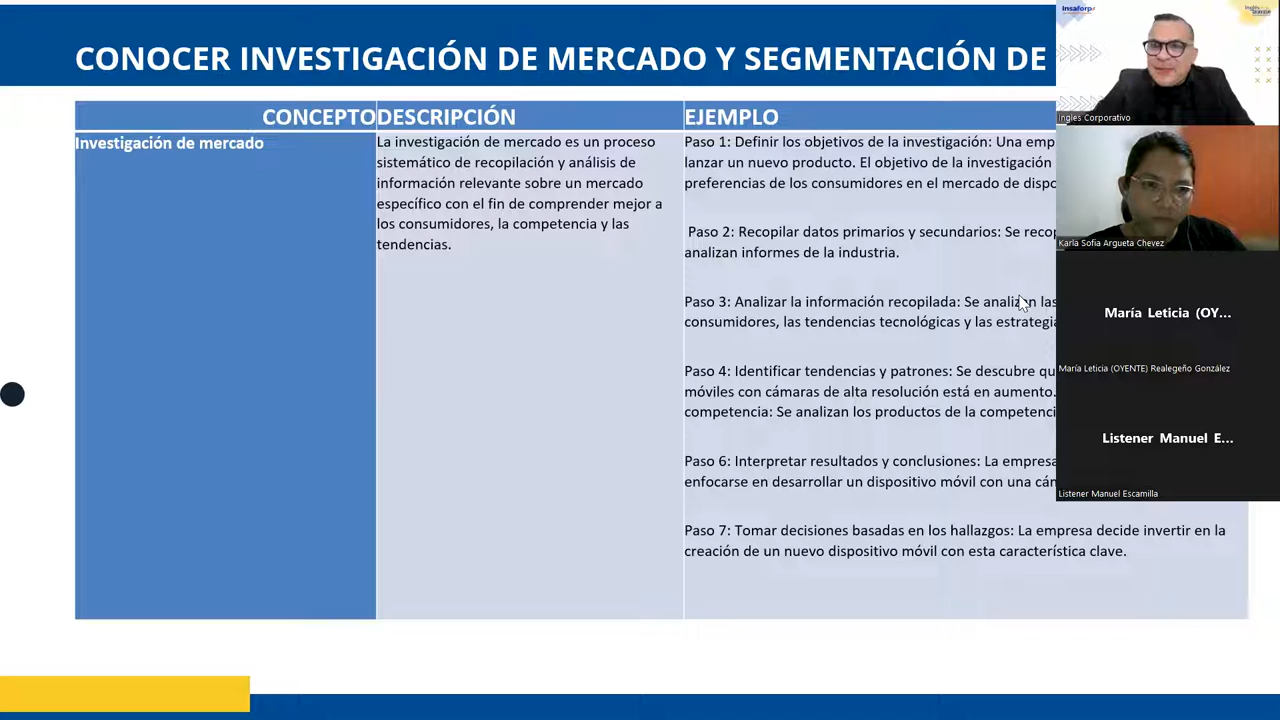 CONOCER INVESTIGACIÓN DE MERCADO Y SEGMENTACIÓN DE
CONCEPTO DESCRIPCIÓN EJEMPLO
Investigación de mercado
La investigación de mercado es un proceso
sistemático de recopilación y análisis de
información relevante sobre un mercado
específico con el fin de comprender mejor a
los consumidores, la competencia y las
tendencias.
Paso 1: Definir los objetivos de la investigación: Una emp
lanzar un nuevo producto. El objetivo de la investigación
preferencias de los consumidores en el mercado de dispo
Paso 2: Recopilar datos primarios y secundarios: Se recop
analizan informes de la industria.
Paso 3: Analizar la información recopilada: Se analizan las
consumidores, las tendencias tecnológicas y las estrategia
Paso 4: Identificar tendencias y patrones: Se descubre qu
móviles con cámaras de alta resolución está en aumento.
competencia: Se analizan los productos de la competenci
Paso 6: Interpretar resultados y conclusiones: La empresa
enfocarse en desarrollar un dispositivo móvil con una cám
Paso 7: Tomar decisiones basadas en los hallazgos: La empresa decide invertir en la
creación de un nuevo dispositivo móvil con esta característica clave.
insaforp
Ingles Corporativo
Karla Sofia Argueta Chevez
María Leticia (OY...
María Leticia (OYENTE) Realegeño González
Listener Manuel E...
Listener Manuel Escamilla